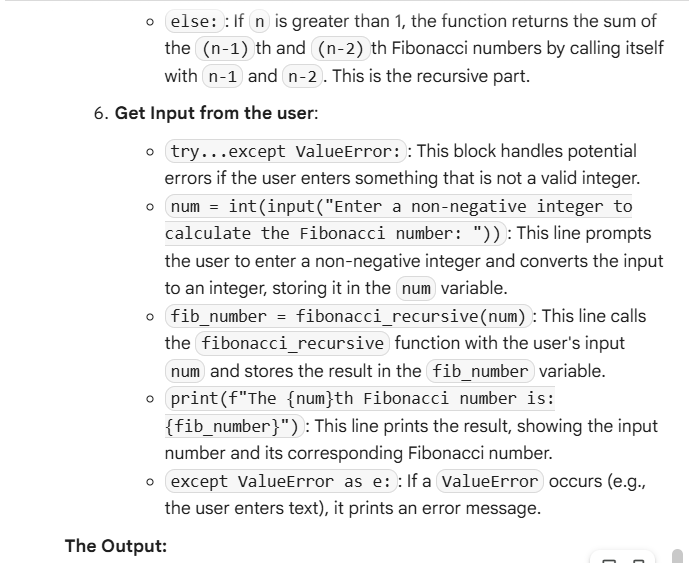 else: : If n is greater than 1, the function returns the sum of
the (n-1) th and (n-2) th Fibonacci numbers by calling itself
with n-1 and n-2 . This is the recursive part.
6. Get Input from the user:
try...except ValueError: : This block handles potential
errors if the user enters something that is not a valid integer.
num = int(input("Enter a non-negative integer to
calculate the Fibonacci number: ")) : This line prompts
the user to enter a non-negative integer and converts the input
to an integer, storing it in the num variable.
fib_number = fibonacci_recursive(num) : This line calls
the fibonacci_recursive function with the user's input
num and stores the result in the fib_number variable.
print(f"The {num}th Fibonacci number is:
{fib_number}") : This line prints the result, showing the input
number and its corresponding Fibonacci number.
except ValueError as e: : If a ValueError occurs (e.g.,
the user enters text), it prints an error message.
The Output: